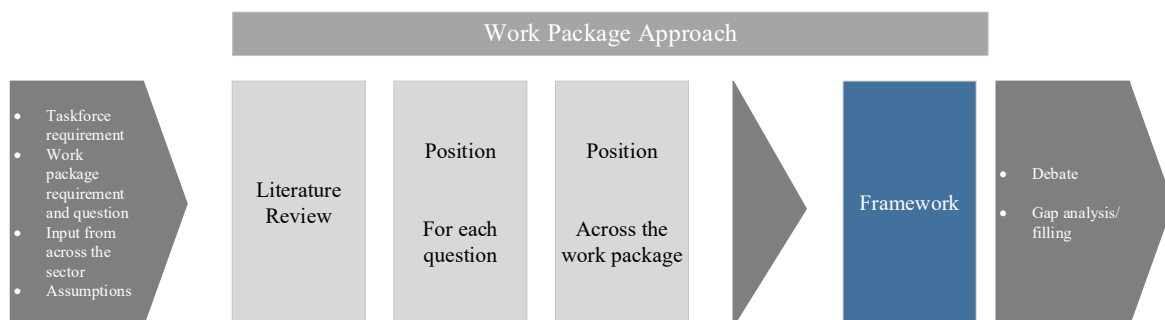 Work Package Approach
• Taskforce
requirement
• Work
package
requirement
and question
• Input from
across the
sector
• Assumptions
Literature
Review
Position
For each
question
Position
Across the
work package
Framework
• Debate
• Gap analysis/
filling